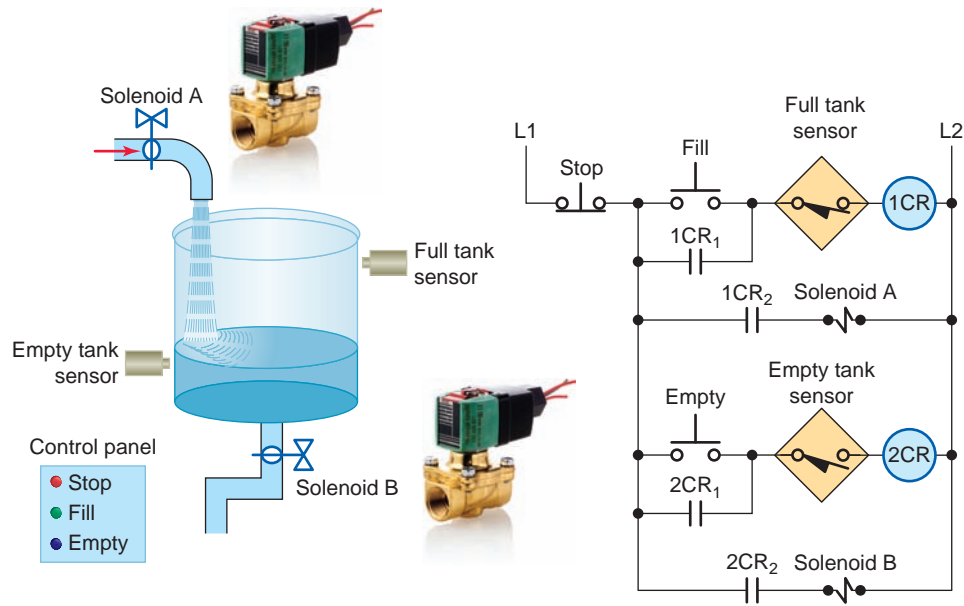 Solenoid A
Full tank
sensor
Empty tank
sensor
Control panel
Stop
Fill
Empty
Solenoid B
L1
Stop
Fill
Full tank
sensor
L2
1CR
1CR₁
1CR₂
Solenoid A
Empty
Empty tank
sensor
2CR
2CR₁
2CR₂
Solenoid B